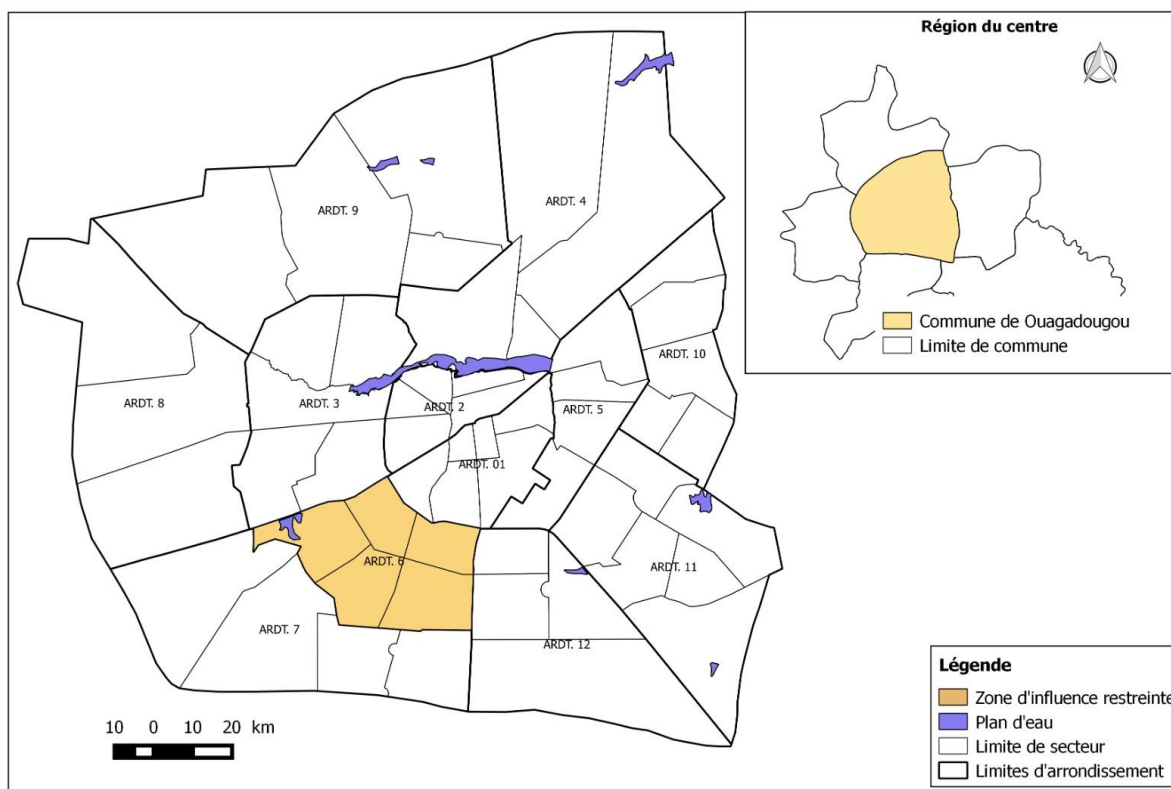 Région du centre
Commune de Ouagadougou
Limite de commune
ARDT. 9
ARDT. 4
ARDT. 10
ARDT. 8
ARDT. 3
ARDT. 2
ARDT. 5
ARDT. 01
ARDT. 6
ARDT. 11
ARDT. 7
ARDT. 12
10 0 10 20 km
Légende
Zone d'influence restreinte
Plan d'eau
Limite de secteur
Limites d'arrondissement